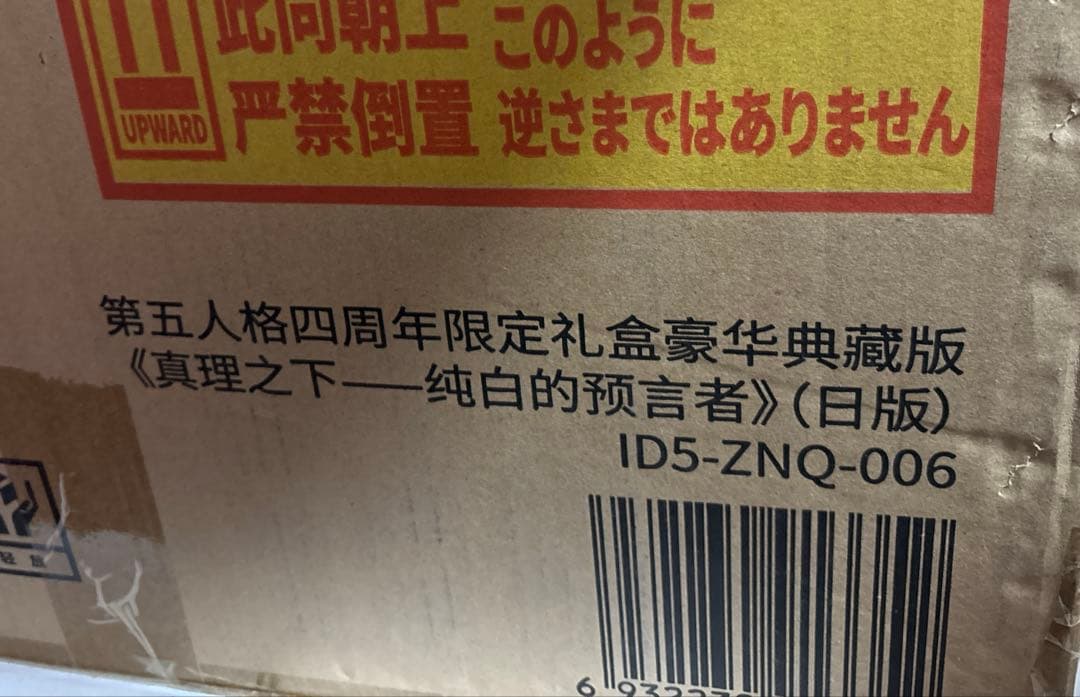 此向朝上 このように
严禁倒置 逆さまではありません
UPWARD
第五人格四周年限定礼盒豪华典藏版
《真理之下——纯白的预言者》（日版）
ID5-ZNQ-006
轻放